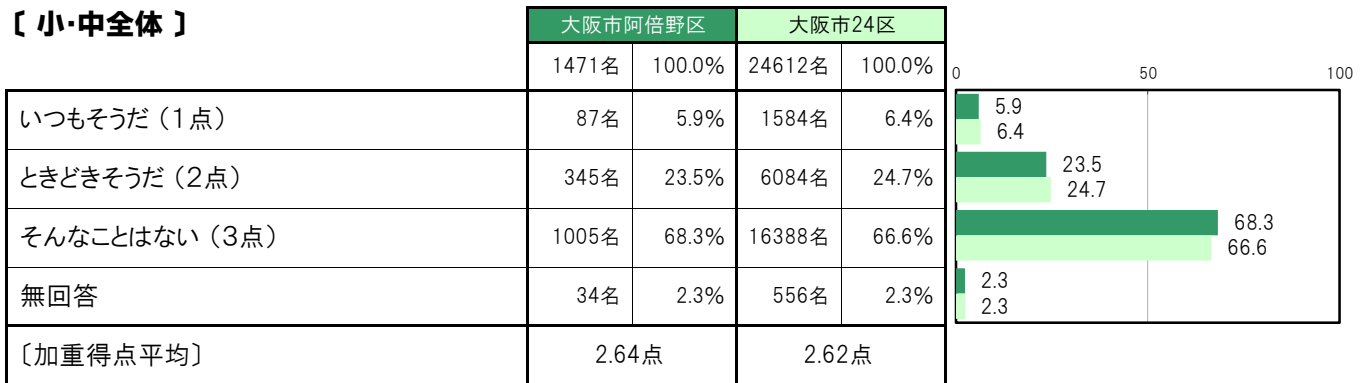 〔 小・中全体 〕
大阪市阿倍野区 大阪市24区
1471名 100.0% 24612名 100.0%
0 50 100
いつもそうだ（１点） 87名 5.9% 1584名 6.4%
5.9
6.4
ときどきそうだ（２点） 345名 23.5% 6084名 24.7%
23.5
24.7
そんなことはない（３点） 1005名 68.3% 16388名 66.6%
68.3
66.6
無回答 34名 2.3% 556名 2.3%
2.3
2.3
〔加重得点平均〕 2.64点 2.62点